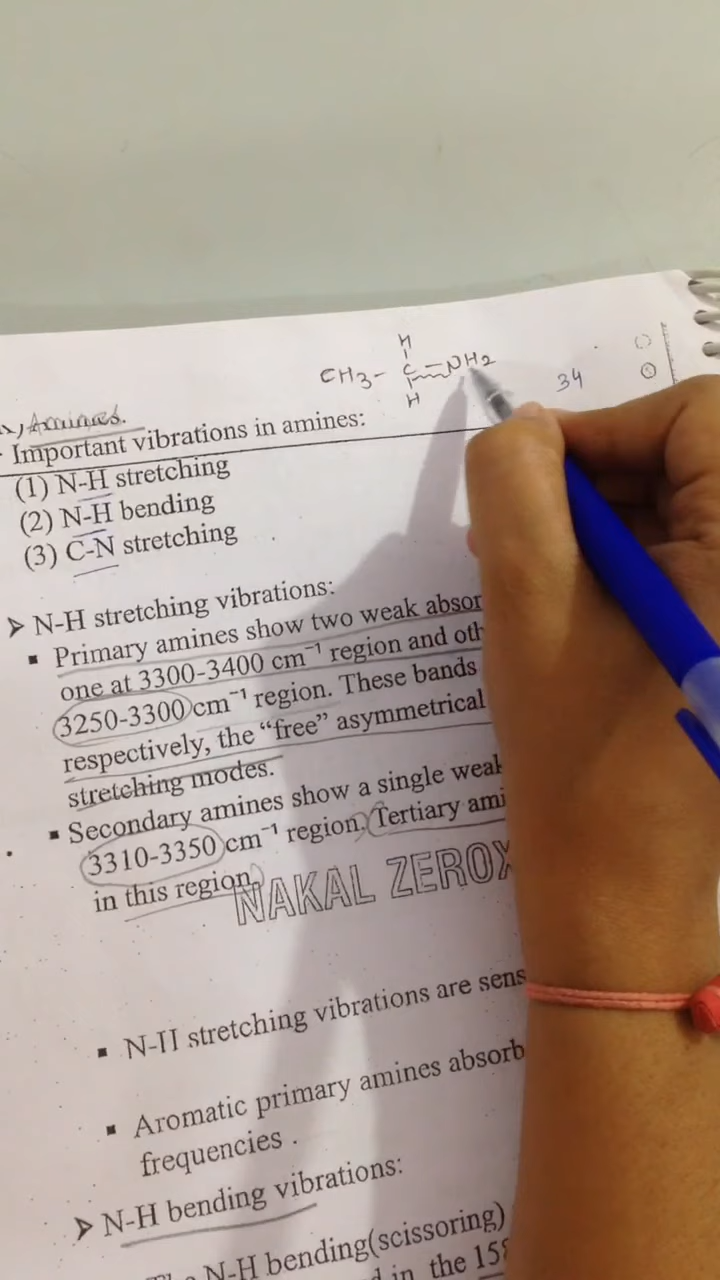 H
CH3- C-NH2
H
34
Amines.
Important vibrations in amines:
(1) N-H stretching
(2) N-H bending
(3) C-N stretching
➤ N-H stretching vibrations:
▪ Primary amines show two weak absor
one at 3300-3400 cm⁻¹ region and oth
3250-3300 cm⁻¹ region. These bands
respectively, the “free” asymmetrical
stretching modes.
▪ Secondary amines show a single weak
3310-3350 cm⁻¹ region. Tertiary ami
in this region.
NAKAL ZEROX
▪ N-H stretching vibrations are sens
▪ Aromatic primary amines absorb
frequencies .
➤ N-H bending vibrations:
N-H bending(scissoring)
in the 15